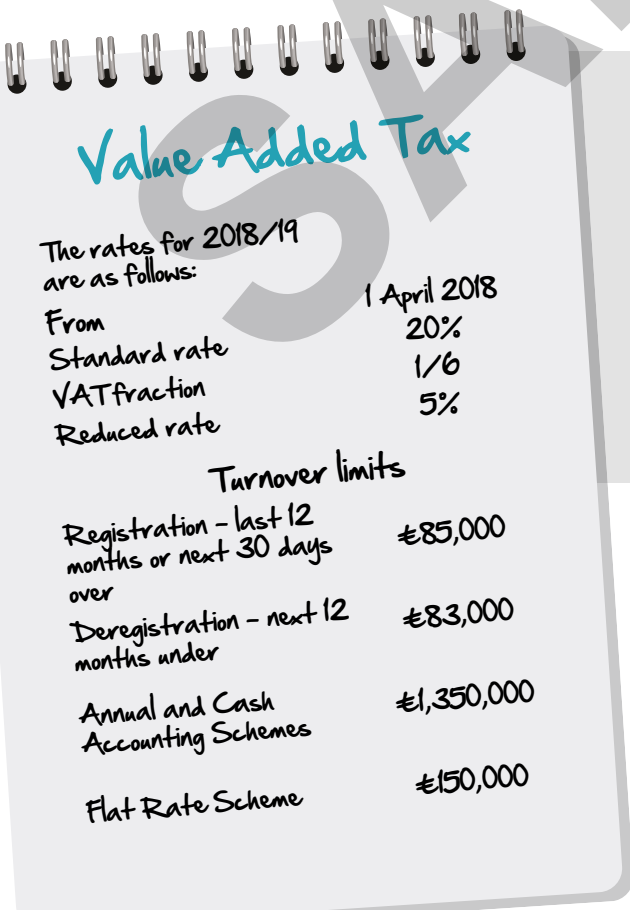 Value Added Tax
The rates for 2018/19
are as follows:
From 1 April 2018
Standard rate 20%
VAT fraction 1/6
Reduced rate 5%
Turnover limits
Registration – last 12
months or next 30 days
over £85,000
Deregistration – next 12
months under £83,000
Annual and Cash
Accounting Schemes £1,350,000
Flat Rate Scheme £150,000
SA